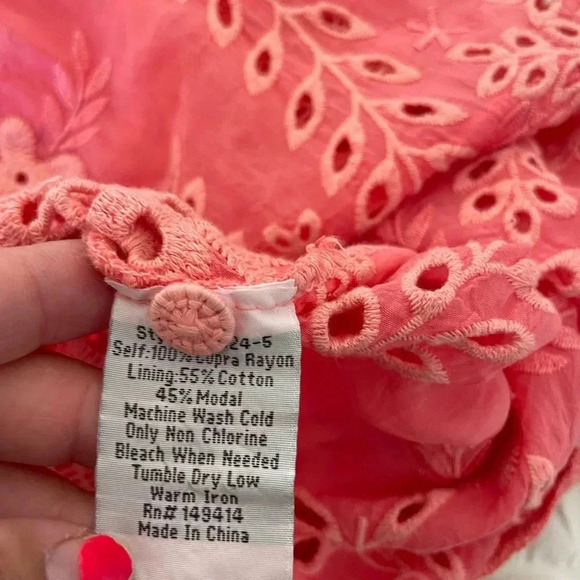 24-5
Self:100% Cupra Rayon
Lining:55% Cotton
45% Modal
Machine Wash Cold
Only Non Chlorine
Bleach When Needed
Tumble Dry Low
Warm Iron
Rn# 149414
Made In China